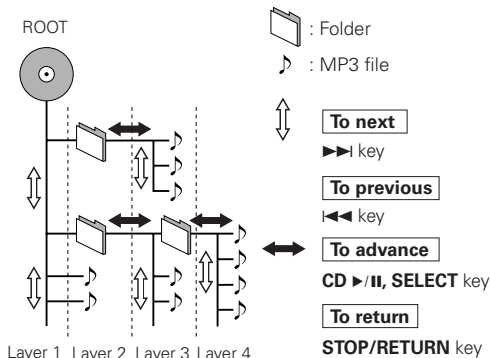 ROOT
: Folder
: MP3 file
To next
►►I key
To previous
I◄◄ key
To advance
CD ►/II, SELECT key
To return
STOP/RETURN key
Layer 1 Layer 2 Layer 3 Layer 4